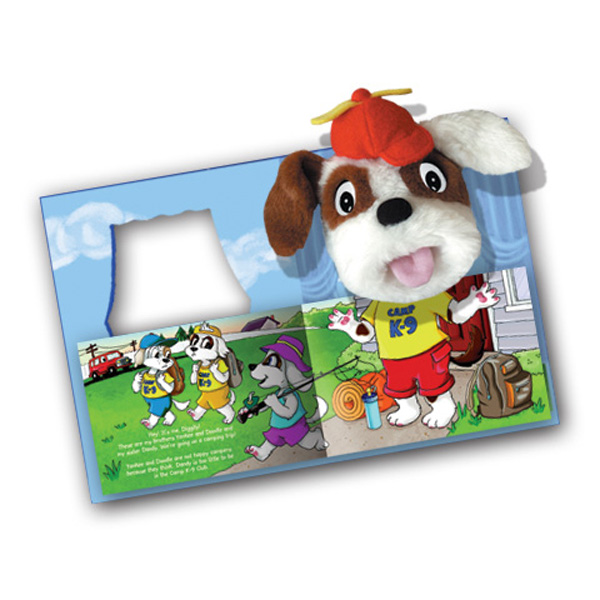 CAMP
K-9
CAMP
K-9
Hey! It's me, Diggity!
These are my brothers Yankee and Doodle and
my sister Dandy. We're going on a camping trip!
Yankee and Doodle are not happy campers
because they think Dandy is too little to be
in the Camp K-9 Club.